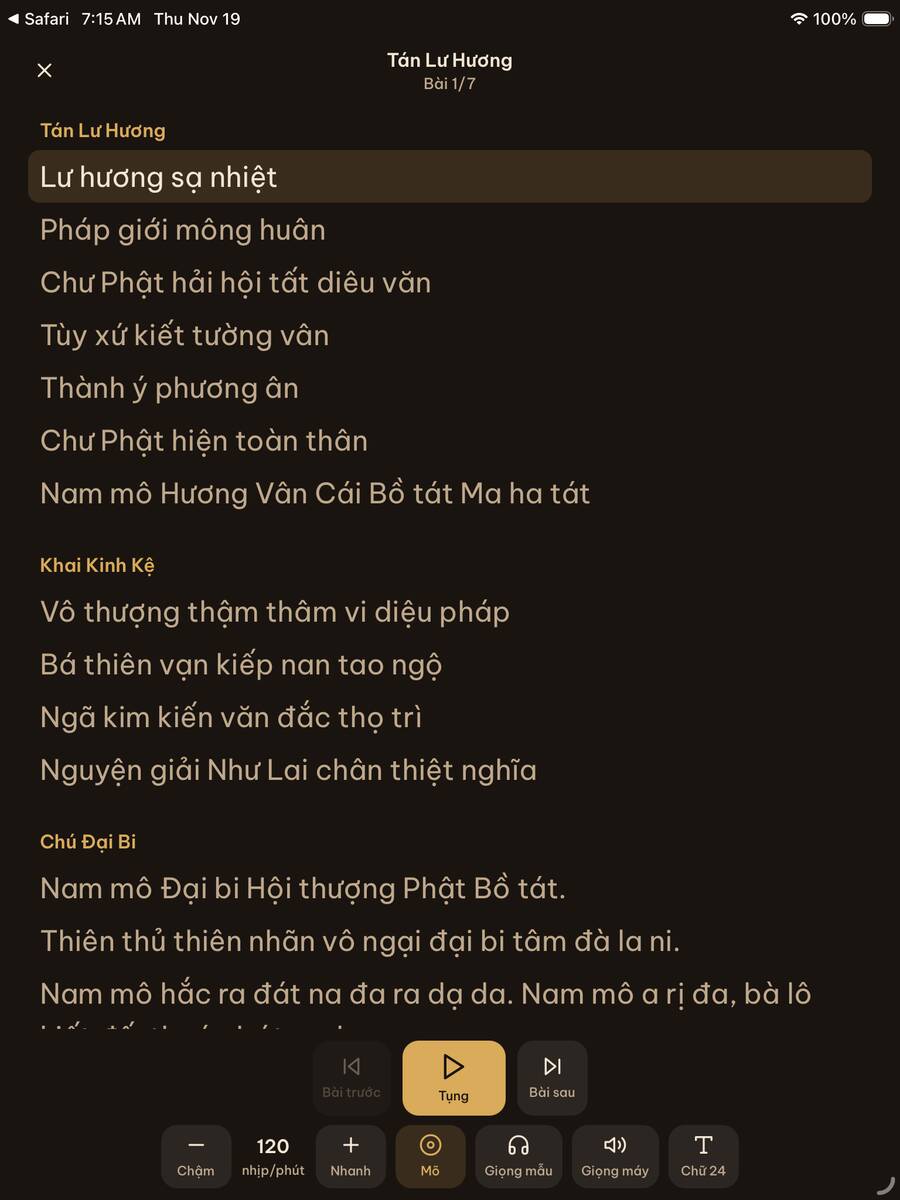 Safari 7:15 AM Thu Nov 19 100%
Tán Lư Hương
Bài 1/7
Tán Lư Hương
Lư hương sạ nhiệt
Pháp giới mông huân
Chư Phật hải hội tất diêu văn
Tùy xứ kiết tường vân
Thành ý phương ân
Chư Phật hiện toàn thân
Nam mô Hương Vân Cái Bồ tát Ma ha tát
Khai Kinh Kệ
Vô thượng thậm thâm vi diệu pháp
Bá thiên vạn kiếp nan tao ngộ
Ngã kim kiến văn đắc thọ trì
Nguyện giải Như Lai chân thiệt nghĩa
Chú Đại Bi
Nam mô Đại bi Hội thượng Phật Bồ tát.
Thiên thủ thiên nhãn vô ngại đại bi tâm đà la ni.
Nam mô hắc ra đát na đa ra dạ da. Nam mô a rị đa, bà lô
Bài trước Tụng Bài sau
Chậm 120 nhịp/phút Nhanh Mõ Giọng mẫu Giọng máy Chữ 24